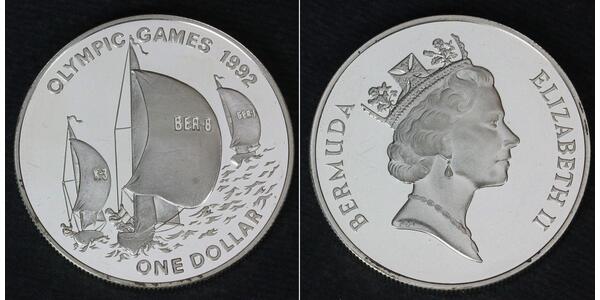 OLYMPIC GAMES 1992
BER-8
ONE DOLLAR
BERMUDA
ELIZABETH II